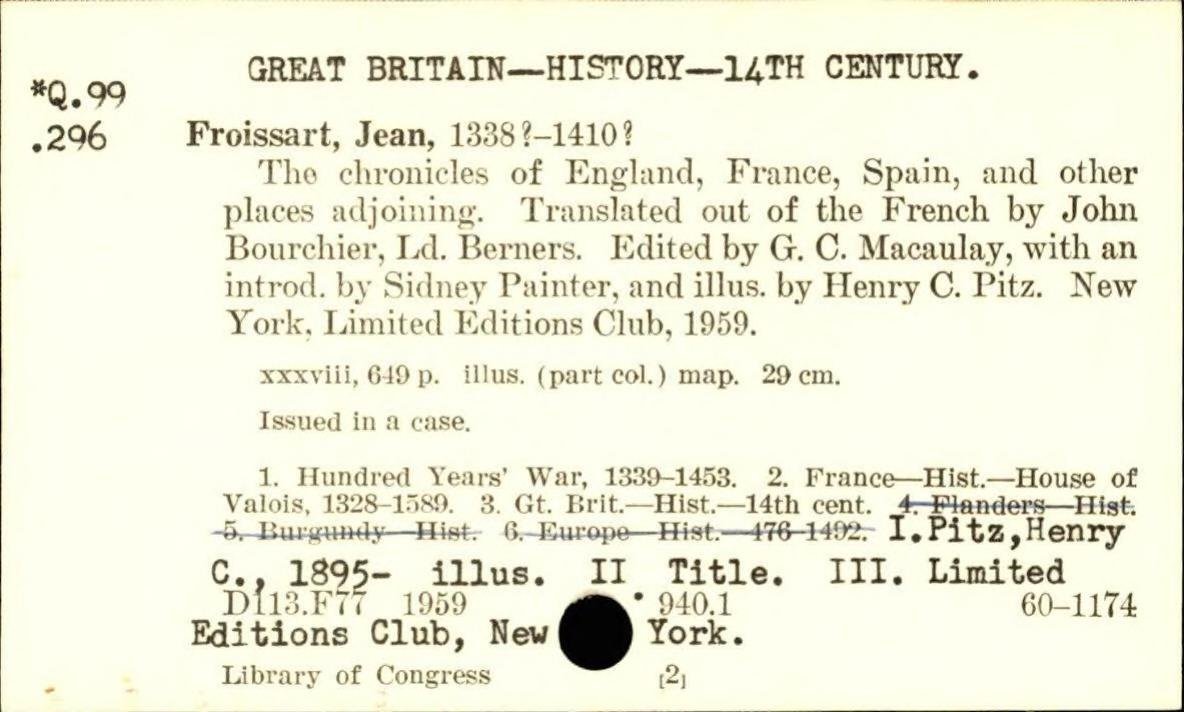 GREAT BRITAIN—HISTORY—14TH CENTURY.
*Q.99
.296
Froissart, Jean, 1338?–1410?
The chronicles of England, France, Spain, and other
places adjoining. Translated out of the French by John
Bourchier, Ld. Berners. Edited by G. C. Macaulay, with an
introd. by Sidney Painter, and illus. by Henry C. Pitz. New
York, Limited Editions Club, 1959.
xxxviii, 649 p. illus. (part col.) map. 29 cm.
Issued in a case.
1. Hundred Years' War, 1339–1453. 2. France—Hist.—House of
Valois, 1328–1589. 3. Gt. Brit.—Hist.—14th cent. 4. Flanders—Hist.
5. Burgundy—Hist. 6. Europe—Hist.—476–1492. I.Pitz,Henry
C., 1895- illus. II Title. III. Limited
D113.F77 1959 940.1 60–1174
Editions Club, New York.
Library of Congress [2]